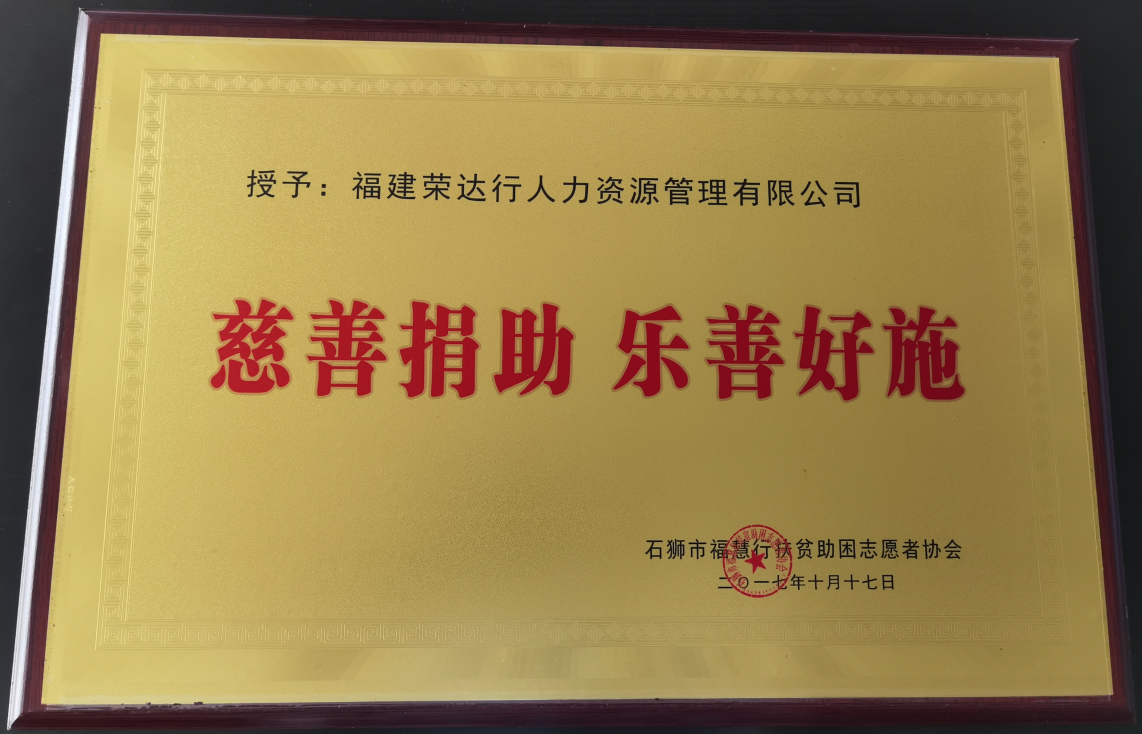 授予：福建荣达行人力资源管理有限公司
慈善捐助 乐善好施
石狮市福慧行扶贫助困志愿者协会
二〇一七年十月十七日